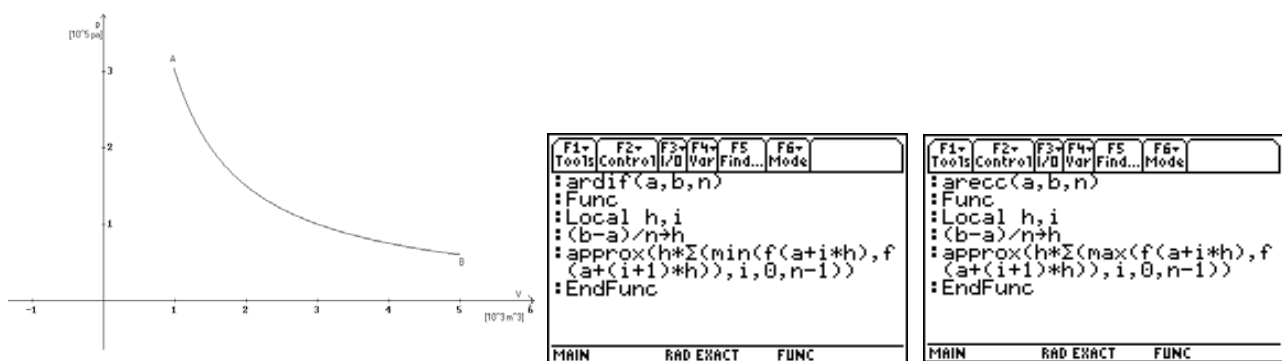 p
[10^5 pa]
A
3
2
1
B
V
-1
1
2
3
4
5
6
[10^3 m^3]
F1 Tools F2 Control F3 I/O F4 Var F5 Find... F6 Mode
:ardif(a,b,n)
:Func
:Local h,i
:(b-a)/n→h
:approx(h*Σ(min(f(a+i*h),f
(a+(i+1)*h)),i,0,n-1))
:EndFunc
MAIN RAD EXACT FUNC
F1 Tools F2 Control F3 I/O F4 Var F5 Find... F6 Mode
:arecc(a,b,n)
:Func
:Local h,i
:(b-a)/n→h
:approx(h*Σ(max(f(a+i*h),f
(a+(i+1)*h)),i,0,n-1))
:EndFunc
MAIN RAD EXACT FUNC